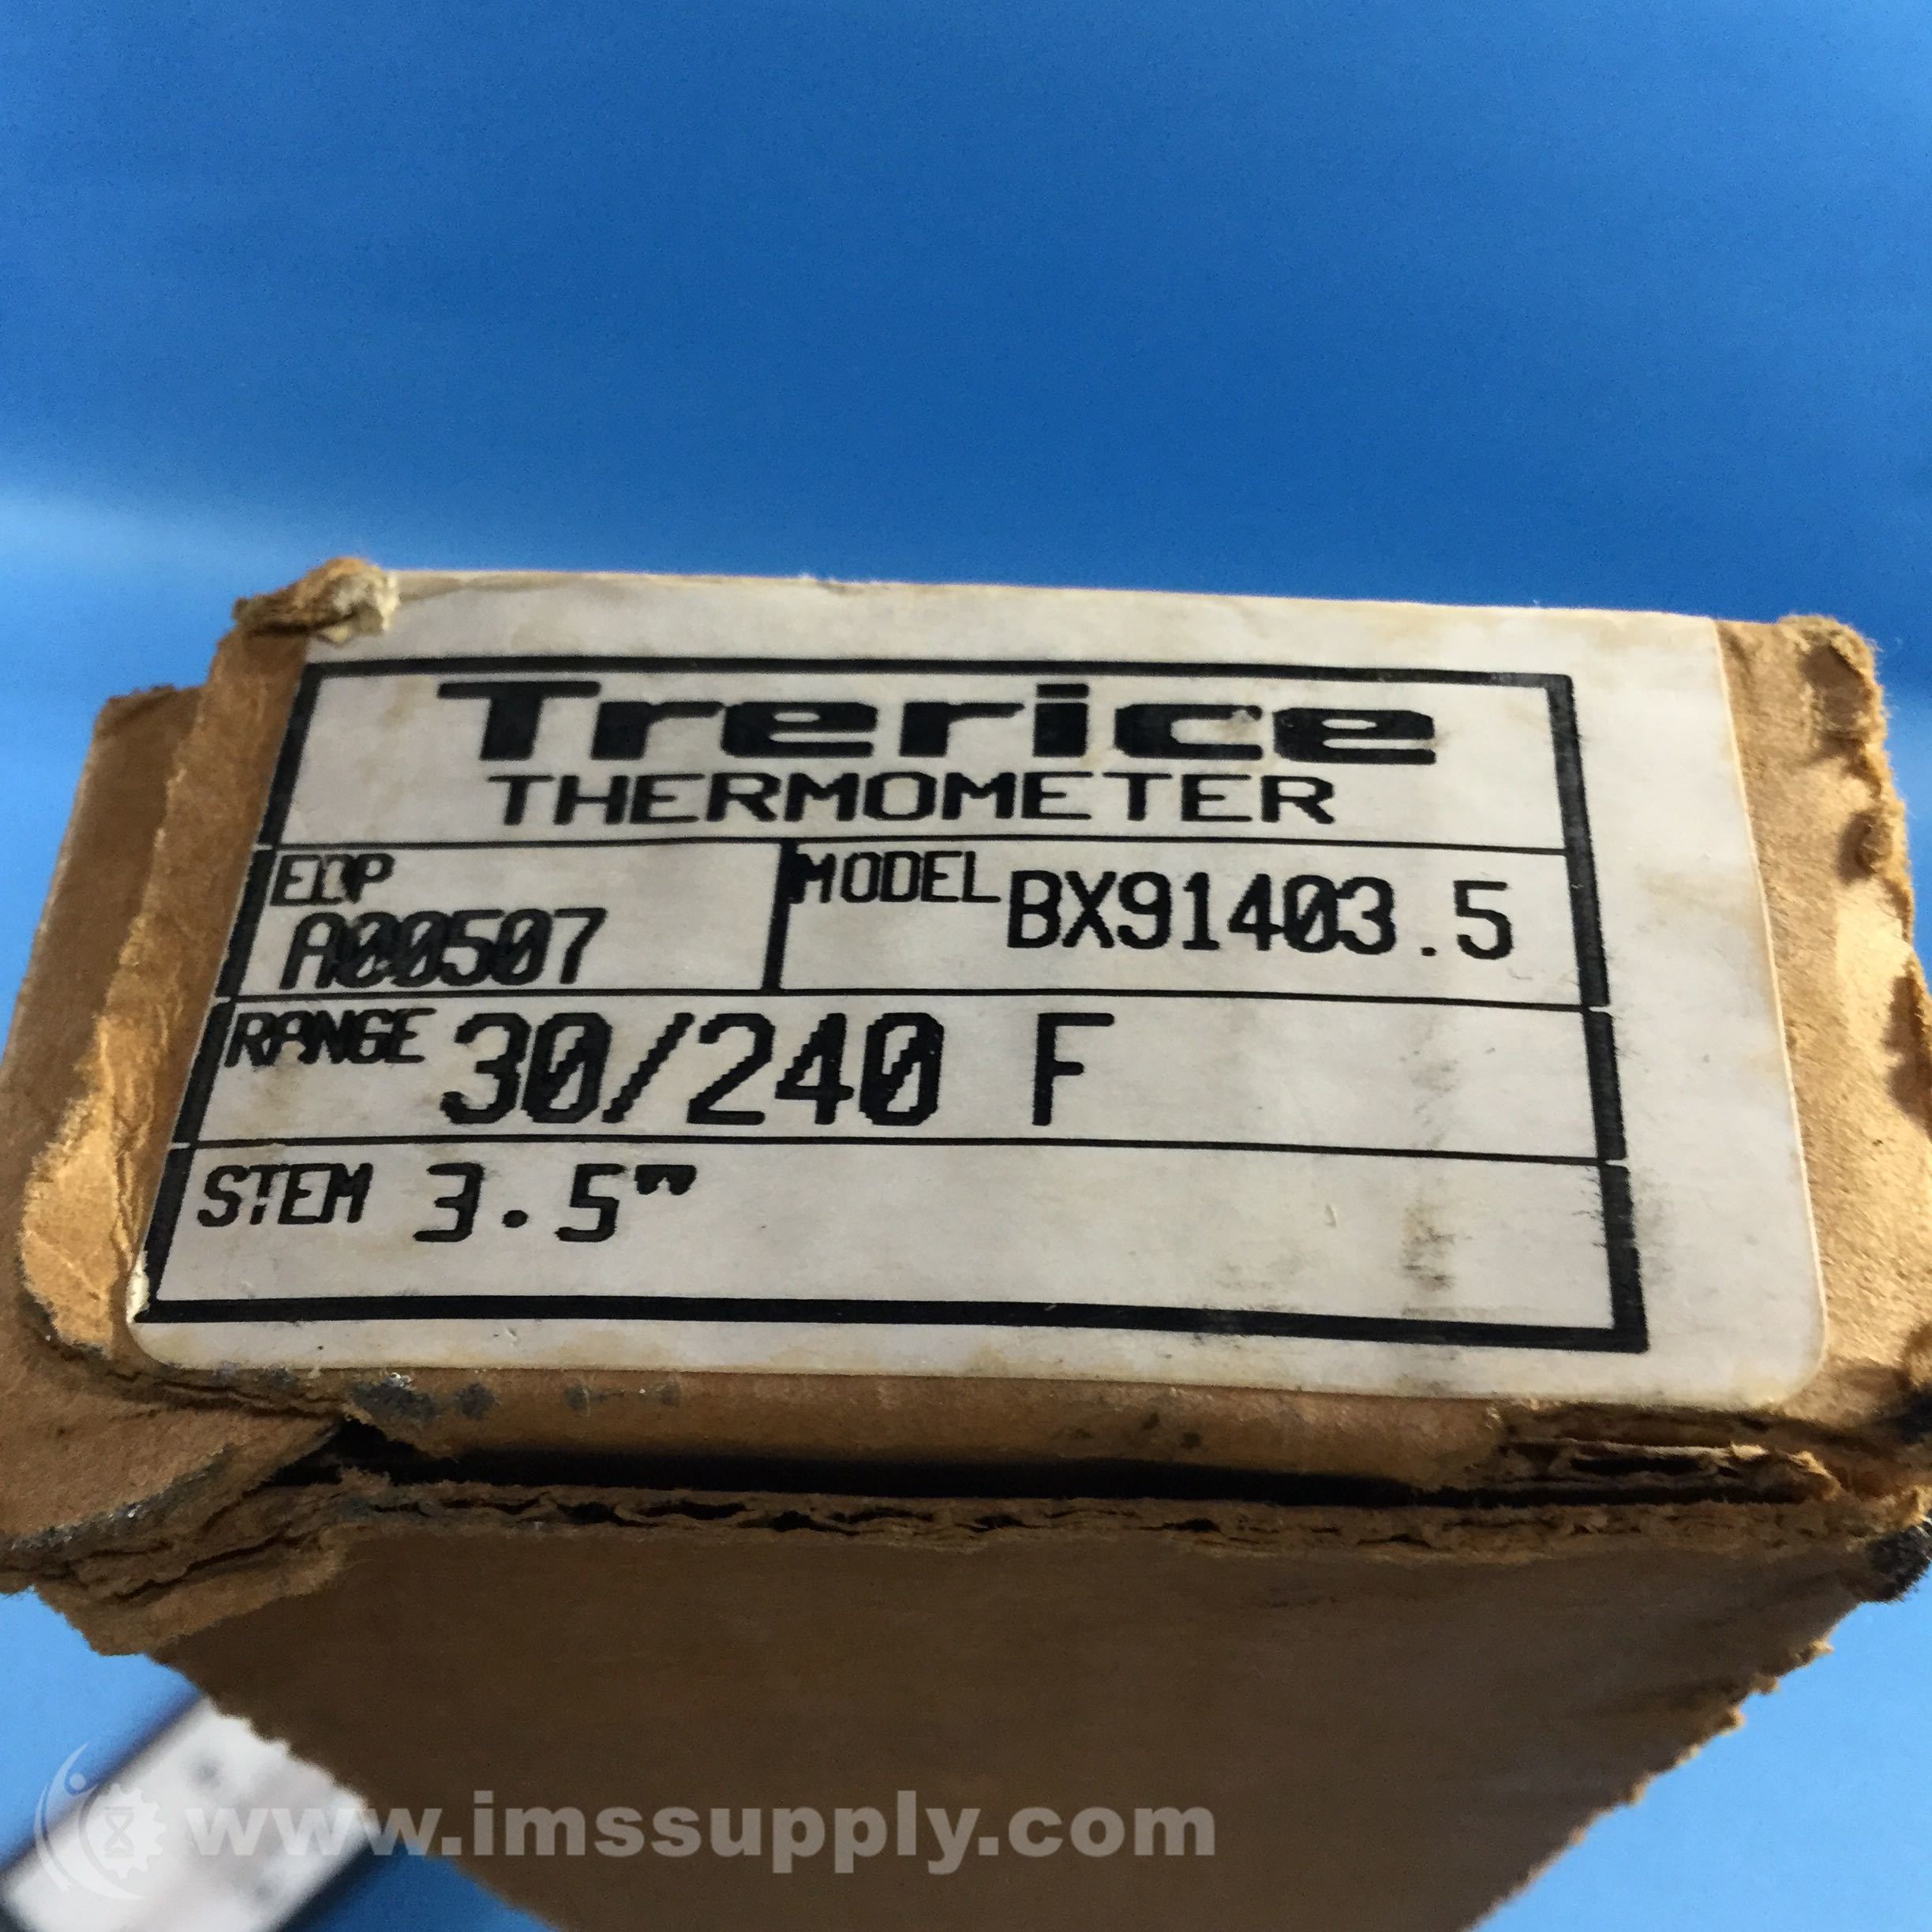 Trerice
THERMOMETER
EDP
A00507
MODEL BX91403.5
RANGE 30/240 F
STEM 3.5"
www.imssupply.com